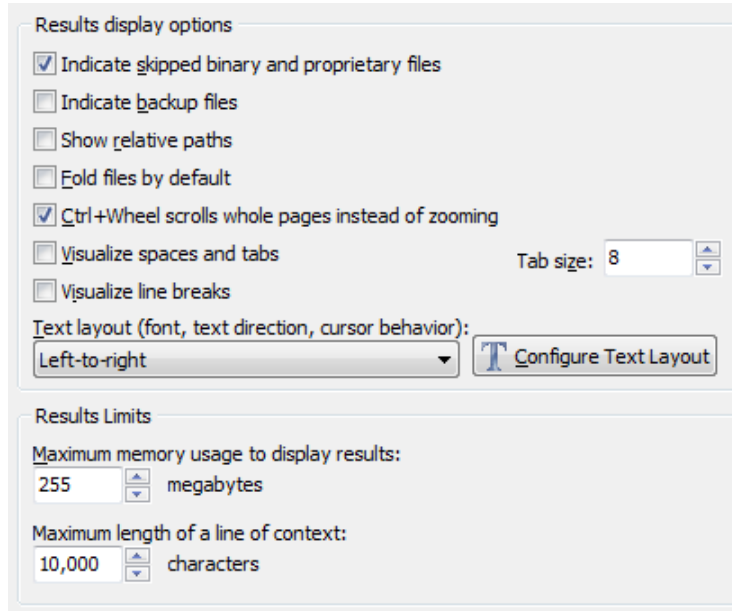 Results display options
Indicate skipped binary and proprietary files
Indicate backup files
Show relative paths
Fold files by default
Ctrl+Wheel scrolls whole pages instead of zooming
Visualize spaces and tabs
Tab size: 8
Visualize line breaks
Text layout (font, text direction, cursor behavior):
Left-to-right
Configure Text Layout
Results Limits
Maximum memory usage to display results:
255 megabytes
Maximum length of a line of context:
10,000 characters